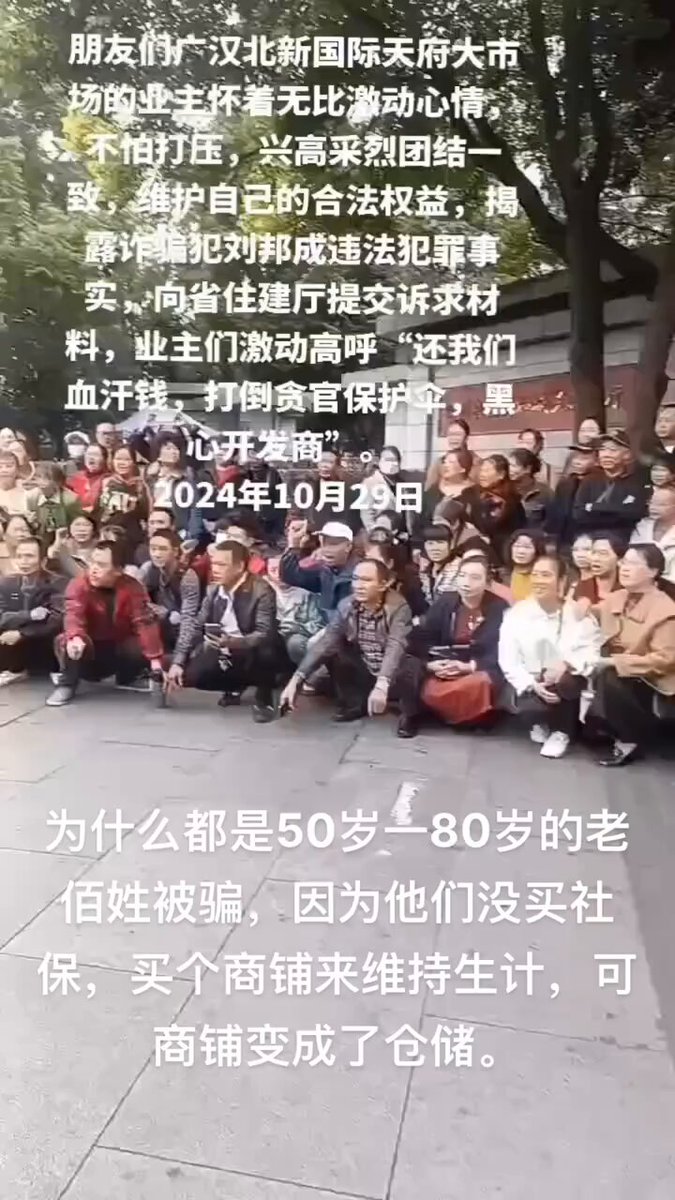 朋友们广汉北新国际天府大市
场的业主怀着无比激动心情，
不怕打压，兴高采烈团结一
致，维护自己的合法权益，揭
露诈骗犯刘邦成违法犯罪事
实，向省住建厅提交诉求材
料，业主们激动高呼“还我们
血汗钱，打倒贪官保护伞，黑
心开发商”。
2024年10月29日
为什么都是50岁一80岁的老
佰姓被骗，因为他们没买社
保，买个商铺来维持生计，可
商铺变成了仓储。